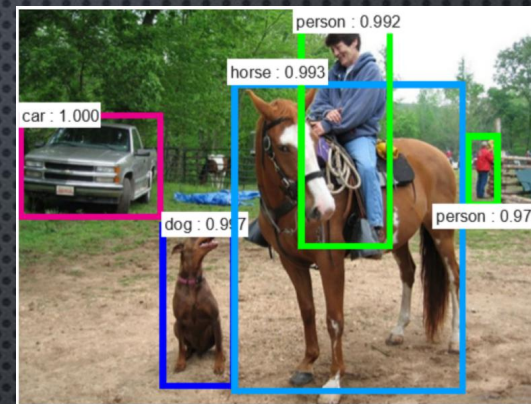 person : 0.992
horse : 0.993
car : 1.000
dog : 0.997
person : 0.97